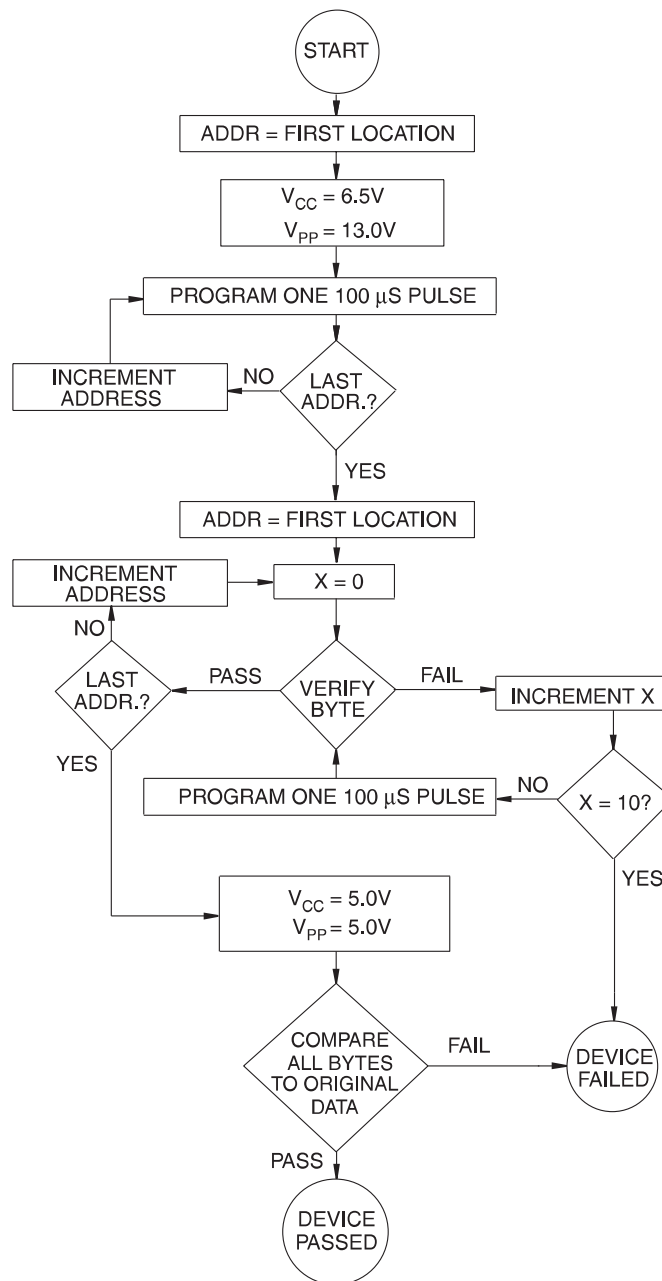 START
ADDR = FIRST LOCATION
V_CC = 6.5V
V_PP = 13.0V
PROGRAM ONE 100 µS PULSE
INCREMENT
ADDRESS
NO
LAST
ADDR.?
YES
ADDR = FIRST LOCATION
INCREMENT
ADDRESS
X = 0
NO
LAST
ADDR.?
PASS
VERIFY
BYTE
FAIL
INCREMENT X
YES
PROGRAM ONE 100 µS PULSE
NO
X = 10?
YES
V_CC = 5.0V
V_PP = 5.0V
COMPARE
ALL BYTES
TO ORIGINAL
DATA
FAIL
DEVICE
FAILED
PASS
DEVICE
PASSED